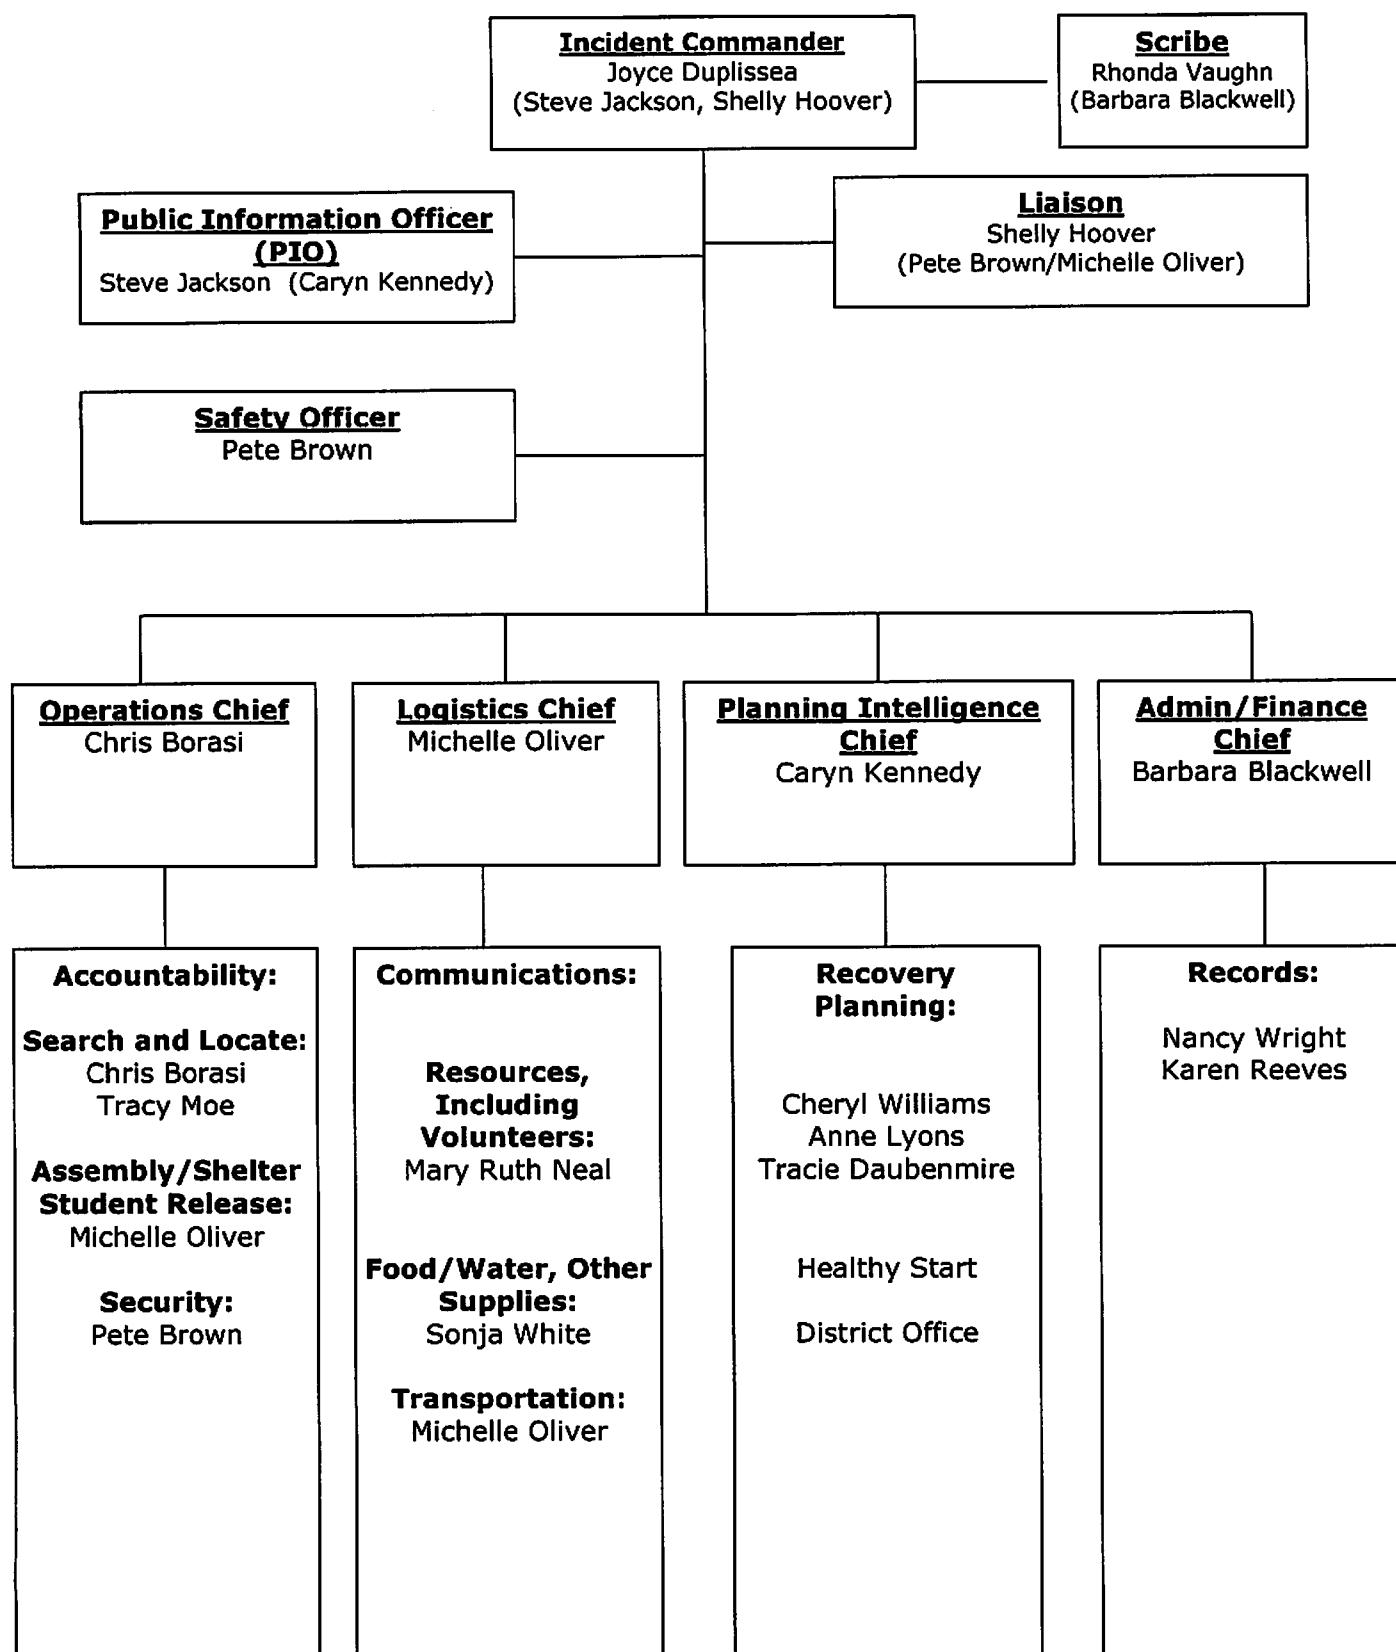 Incident Commander
Joyce Duplissea
(Steve Jackson, Shelly Hoover)
Scribe
Rhonda Vaughn
(Barbara Blackwell)
Public Information Officer
(PIO)
Steve Jackson (Caryn Kennedy)
Liaison
Shelly Hoover
(Pete Brown/Michelle Oliver)
Safety Officer
Pete Brown
Operations Chief
Chris Borasi
Logistics Chief
Michelle Oliver
Planning Intelligence
Chief
Caryn Kennedy
Admin/Finance
Chief
Barbara Blackwell
Accountability:
Search and Locate:
Chris Borasi
Tracy Moe
Assembly/Shelter
Student Release:
Michelle Oliver
Security:
Pete Brown
Communications:
Resources,
Including
Volunteers:
Mary Ruth Neal
Food/Water, Other
Supplies:
Sonja White
Transportation:
Michelle Oliver
Recovery
Planning:
Cheryl Williams
Anne Lyons
Tracie Daubenmire
Healthy Start
District Office
Records:
Nancy Wright
Karen Reeves